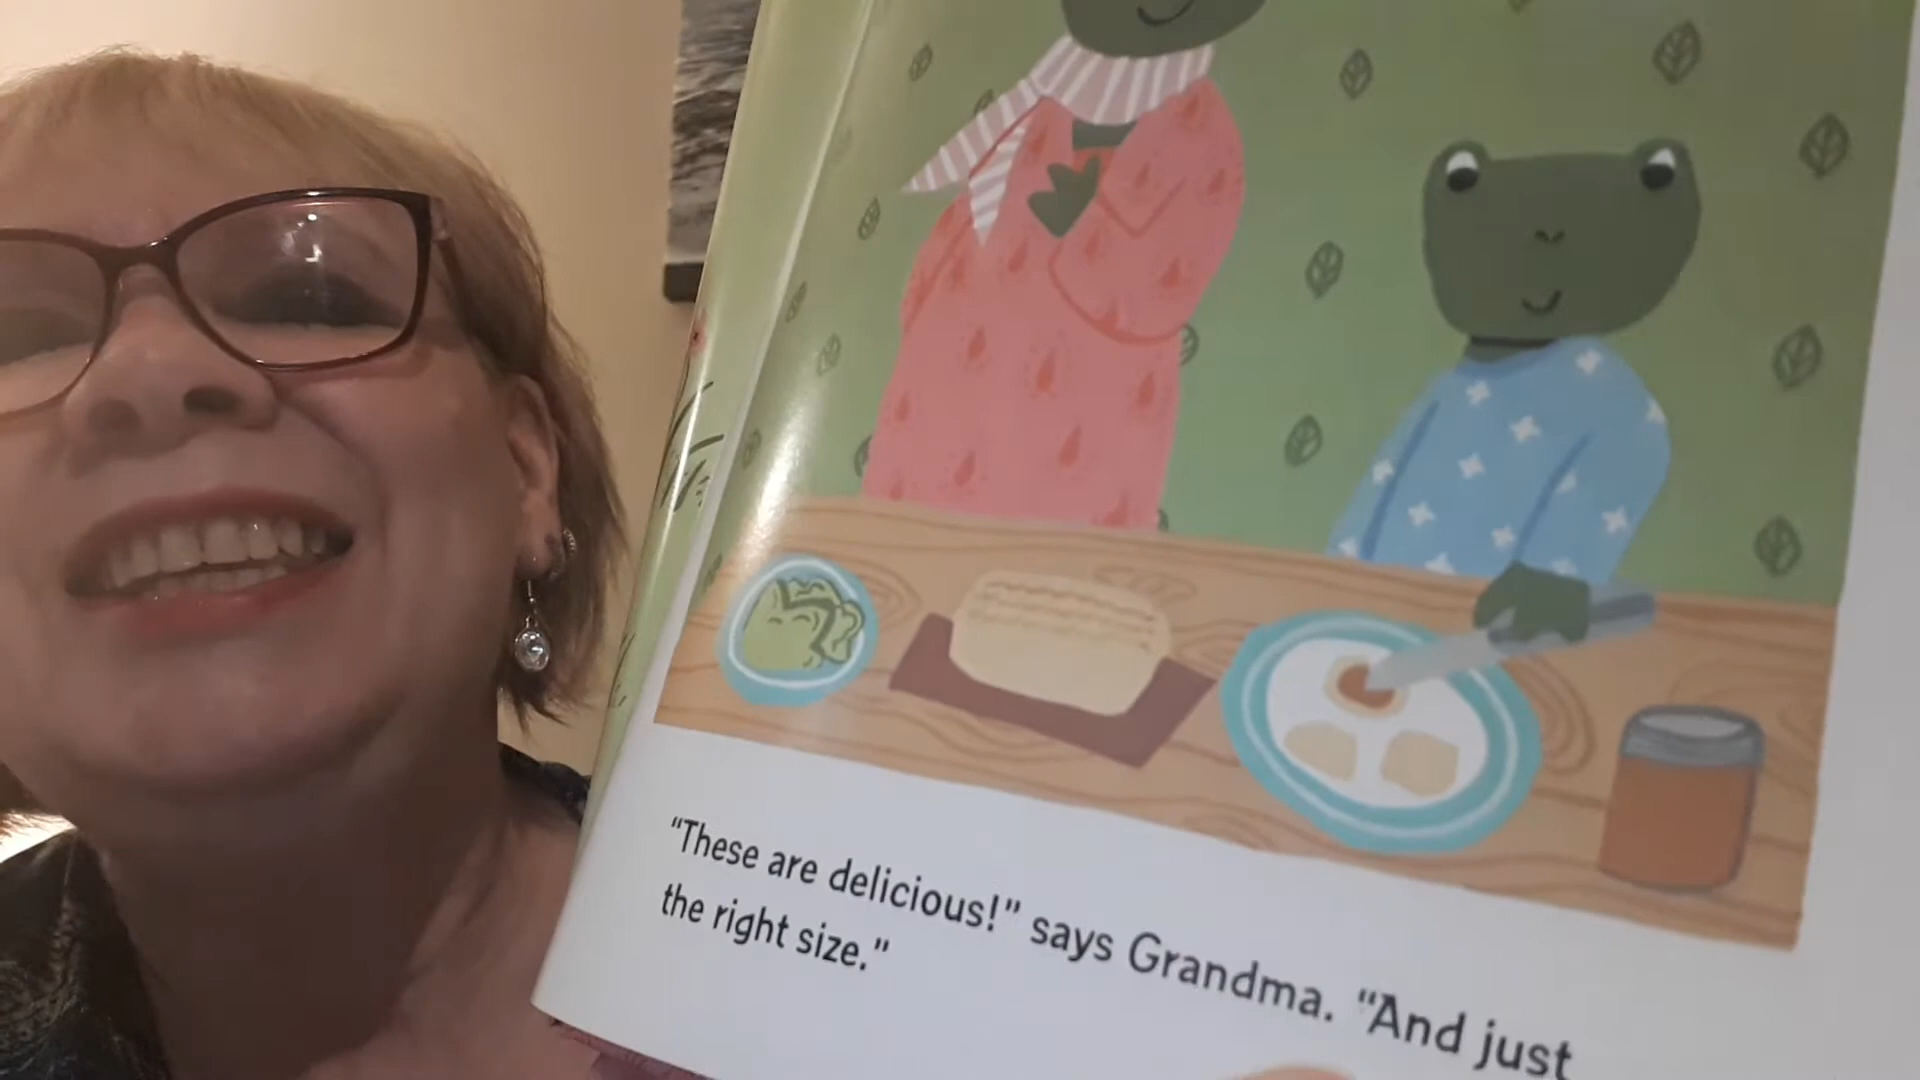 "These are delicious!" says Grandma. "And just
the right size."